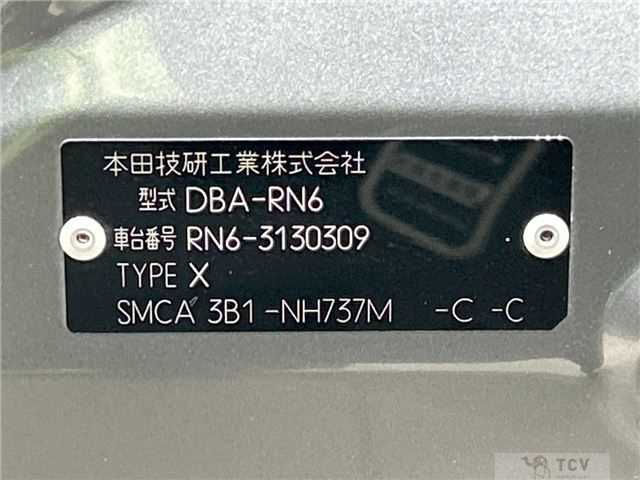 本田技研工業株式会社
型式 DBA-RN6
車台番号 RN6-3130309
TYPE X
SMCA 3B1 -NH737M -C -C
TCV